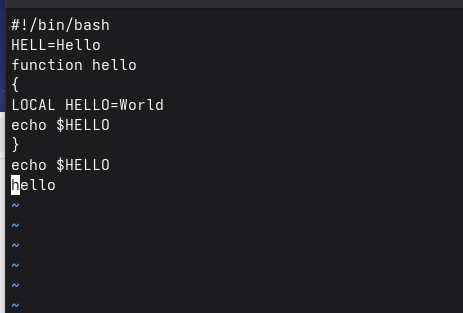 #!/bin/bash
HELL=Hello
function hello
{
LOCAL HELLO=World
echo $HELLO
}
echo $HELLO
hello
~
~
~
~
~
~